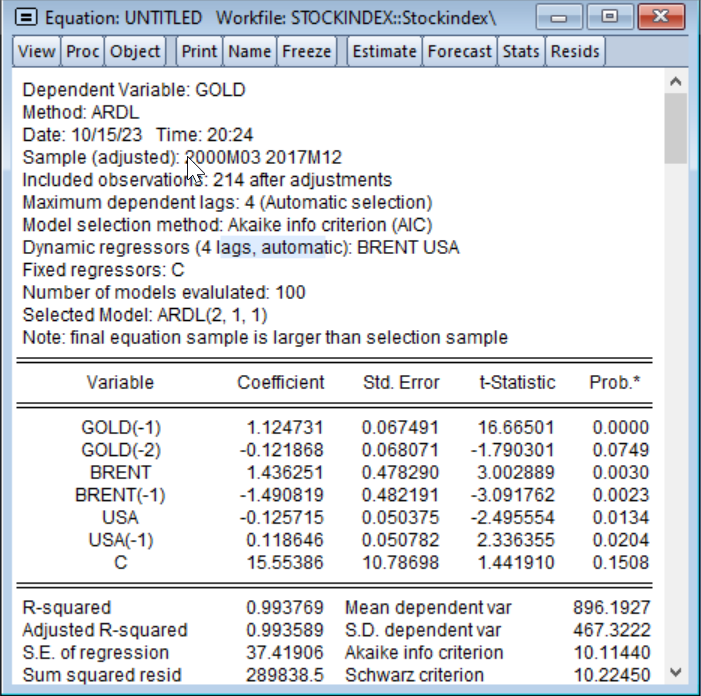 Equation: UNTITLED Workfile: STOCKINDEX::Stockindex\
View Proc Object Print Name Freeze Estimate Forecast Stats Resids
Dependent Variable: GOLD
Method: ARDL
Date: 10/15/23 Time: 20:24
Sample (adjusted): 2000M03 2017M12
Included observations: 214 after adjustments
Maximum dependent lags: 4 (Automatic selection)
Model selection method: Akaike info criterion (AIC)
Dynamic regressors (4 lags, automatic): BRENT USA
Fixed regressors: C
Number of models evalulated: 100
Selected Model: ARDL(2, 1, 1)
Note: final equation sample is larger than selection sample
Variable Coefficient Std. Error t-Statistic Prob.*
GOLD(-1) 1.124731 0.067491 16.66501 0.0000
GOLD(-2) -0.121868 0.068071 -1.790301 0.0749
BRENT 1.436251 0.478290 3.002889 0.0030
BRENT(-1) -1.490819 0.482191 -3.091762 0.0023
USA -0.125715 0.050375 -2.495554 0.0134
USA(-1) 0.118646 0.050782 2.336355 0.0204
C 15.55386 10.78698 1.441910 0.1508
R-squared 0.993769 Mean dependent var 896.1927
Adjusted R-squared 0.993589 S.D. dependent var 467.3222
S.E. of regression 37.41906 Akaike info criterion 10.11440
Sum squared resid 289838.5 Schwarz criterion 10.22450